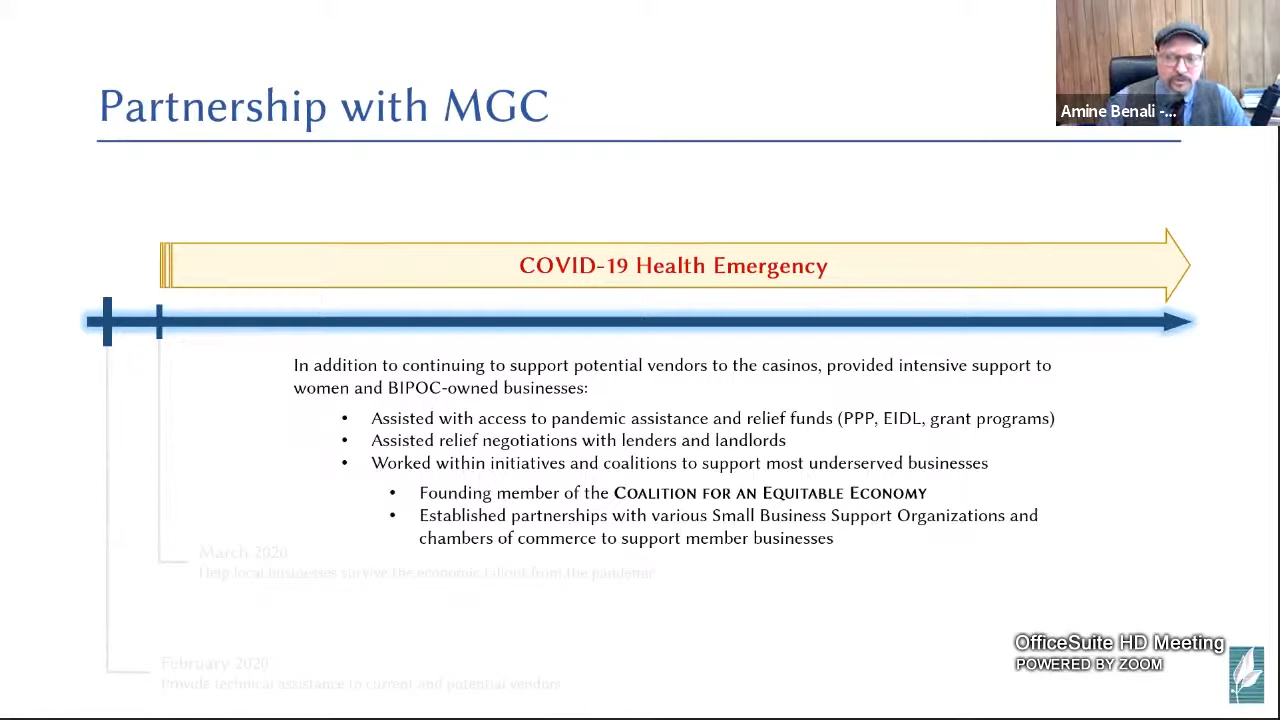 Partnership with MGC
Amine Benali -...
COVID-19 Health Emergency
In addition to continuing to support potential vendors to the casinos, provided intensive support to
women and BIPOC-owned businesses:
• Assisted with access to pandemic assistance and relief funds (PPP, EIDL, grant programs)
• Assisted relief negotiations with lenders and landlords
• Worked within initiatives and coalitions to support most underserved businesses
• Founding member of the COALITION FOR AN EQUITABLE ECONOMY
• Established partnerships with various Small Business Support Organizations and
chambers of commerce to support member businesses
March 2020
Help local businesses survive the economic fallout from the pandemic
February 2020
Provide technical assistance to current and potential vendors
OfficeSuite HD Meeting
POWERED BY ZOOM